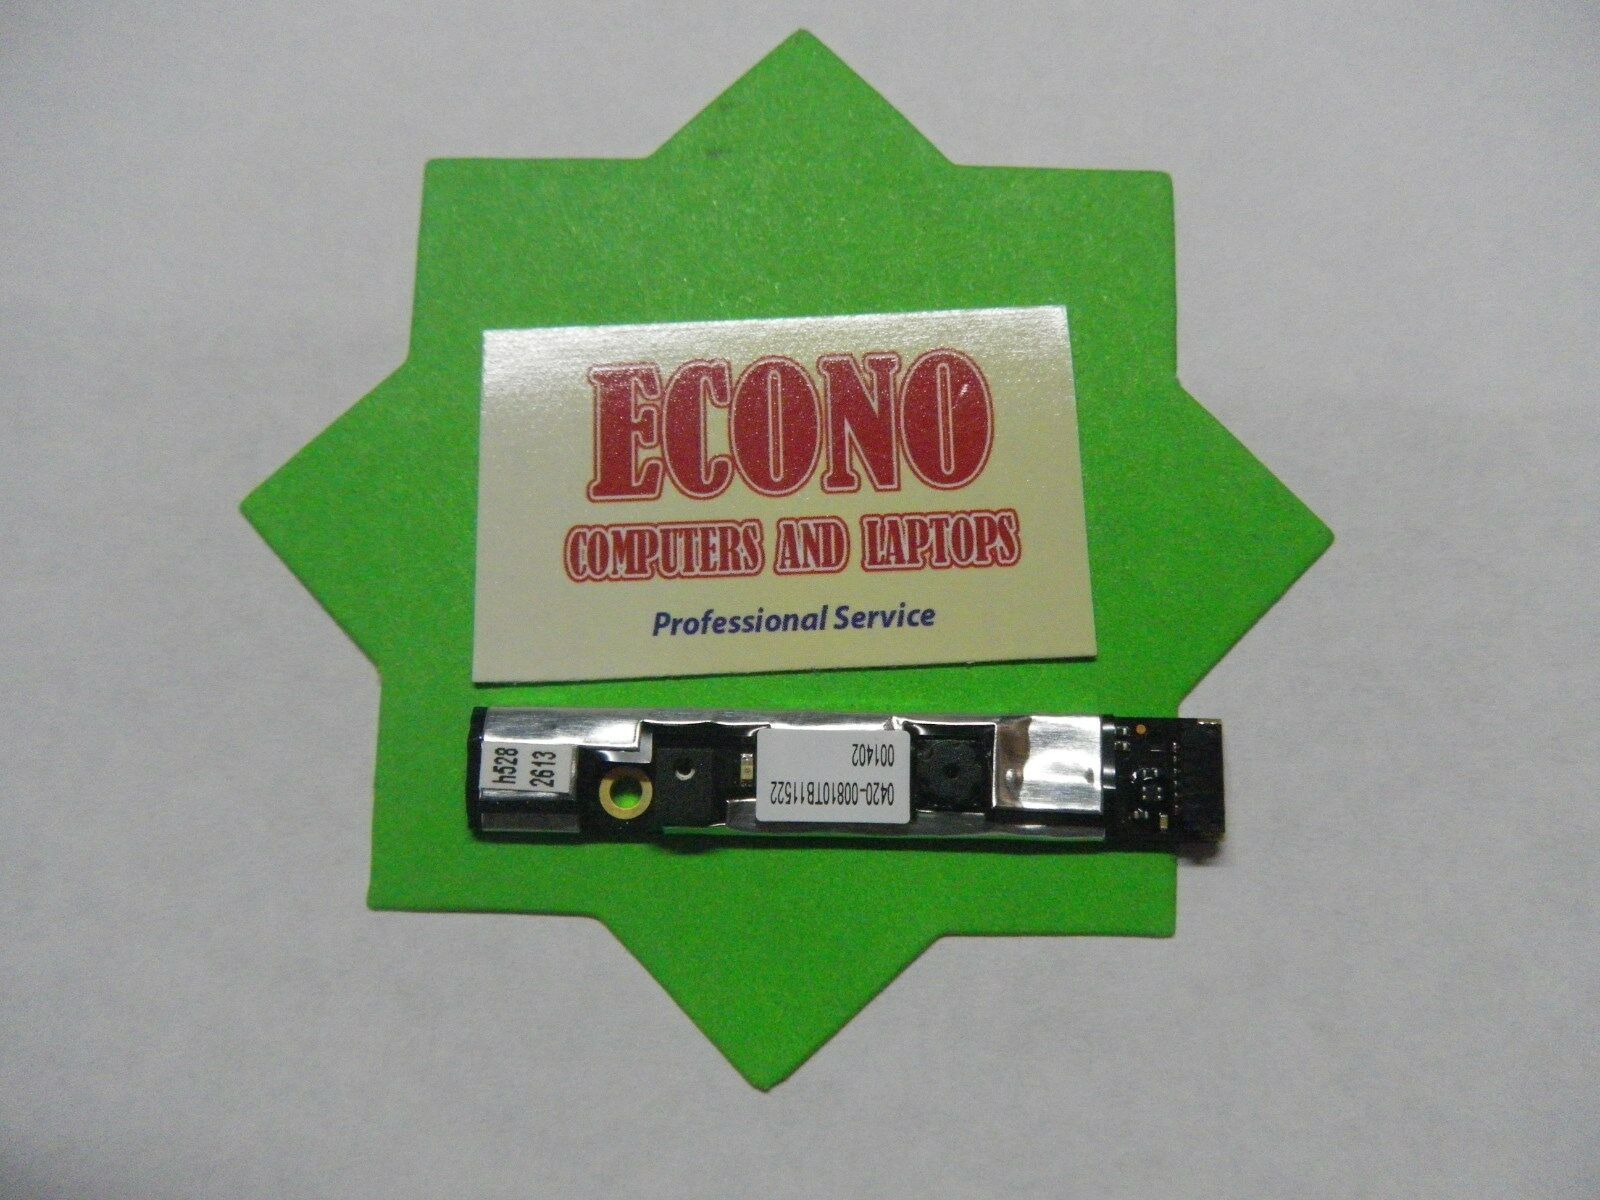 ECONO
COMPUTERS AND LAPTOPS
Professional Service
h528
2613
0420-00810TB11522
001402